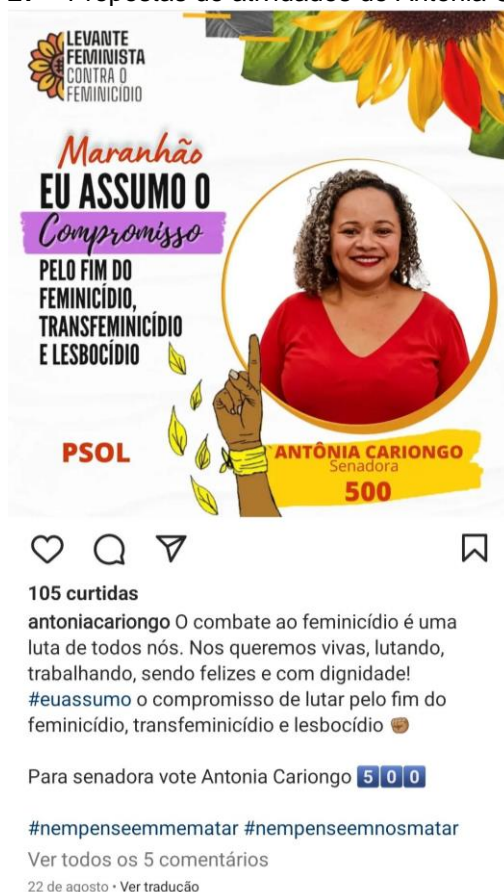 LEVANTE
FEMINISTA
CONTRA O
FEMINICÍDIO
Maranhão
EU ASSUMO O
Compromisso
PELO FIM DO
FEMINICÍDIO,
TRANSFEMINICÍDIO
E LESBOCÍDIO
PSOL
ANTÔNIA CARIONGO
Senadora
500
105 curtidas
antoniacariongo O combate ao feminicídio é uma
luta de todos nós. Nos queremos vivas, lutando,
trabalhando, sendo felizes e com dignidade!
#euassumo o compromisso de lutar pelo fim do
feminicídio, transfeminicídio e lesbocídio ✊🏾
Para senadora vote Antonia Cariongo 5️⃣0️⃣0️⃣
#nempenseemmematar #nempenseemnosmatar
Ver todos os 5 comentários
22 de agosto • Ver tradução